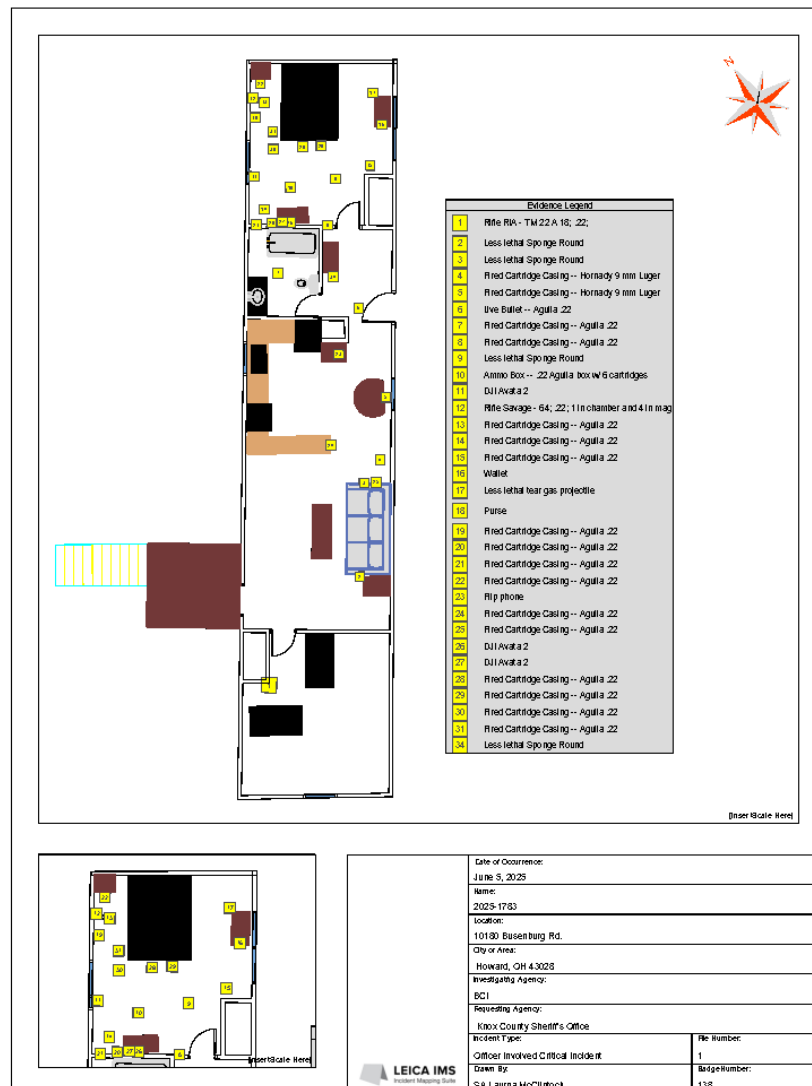 N
Evidence Legend
1 Rifle RIA - TM 22 A 18; .22;
2 Less lethal Sponge Round
3 Less lethal Sponge Round
4 Fired Cartridge Casing -- Hornady 9 mm Luger
5 Fired Cartridge Casing -- Hornady 9 mm Luger
6 Live Bullet -- Aguila .22
7 Fired Cartridge Casing -- Aguila .22
8 Fired Cartridge Casing -- Aguila .22
9 Less lethal Sponge Round
10 Ammo Box -- .22 Aguila box w/ 6 cartridges
11 DJI Avata 2
12 Rifle Savage - 64; .22; 1 in chamber and 4 in mag
13 Fired Cartridge Casing -- Aguila .22
14 Fired Cartridge Casing -- Aguila .22
15 Fired Cartridge Casing -- Aguila .22
16 Wallet
17 Less lethal tear gas projectile
18 Purse
19 Fired Cartridge Casing -- Aguila .22
20 Fired Cartridge Casing -- Aguila .22
21 Fired Cartridge Casing -- Aguila .22
22 Fired Cartridge Casing -- Aguila .22
23 Flip phone
24 Fired Cartridge Casing -- Aguila .22
25 Fired Cartridge Casing -- Aguila .22
26 DJI Avata 2
27 DJI Avata 2
28 Fired Cartridge Casing -- Aguila .22
29 Fired Cartridge Casing -- Aguila .22
30 Fired Cartridge Casing -- Aguila .22
31 Fired Cartridge Casing -- Aguila .22
34 Less lethal Sponge Round
[Insert Scale Here]
[Insert Scale Here]
Date of Occurrence:
June 5, 2025
Name:
2025-1783
Location:
10180 Busenburg Rd.
City or Area:
Howard, OH 43028
Investigating Agency:
BCI
Requesting Agency:
Knox County Sheriff's Office
Incident Type:
Officer Involved Critical Incident
File Number:
1
Drawn By:
SA Laurna McClintock
Badge Number:
138
LEICA IMS
Incident Mapping Suite